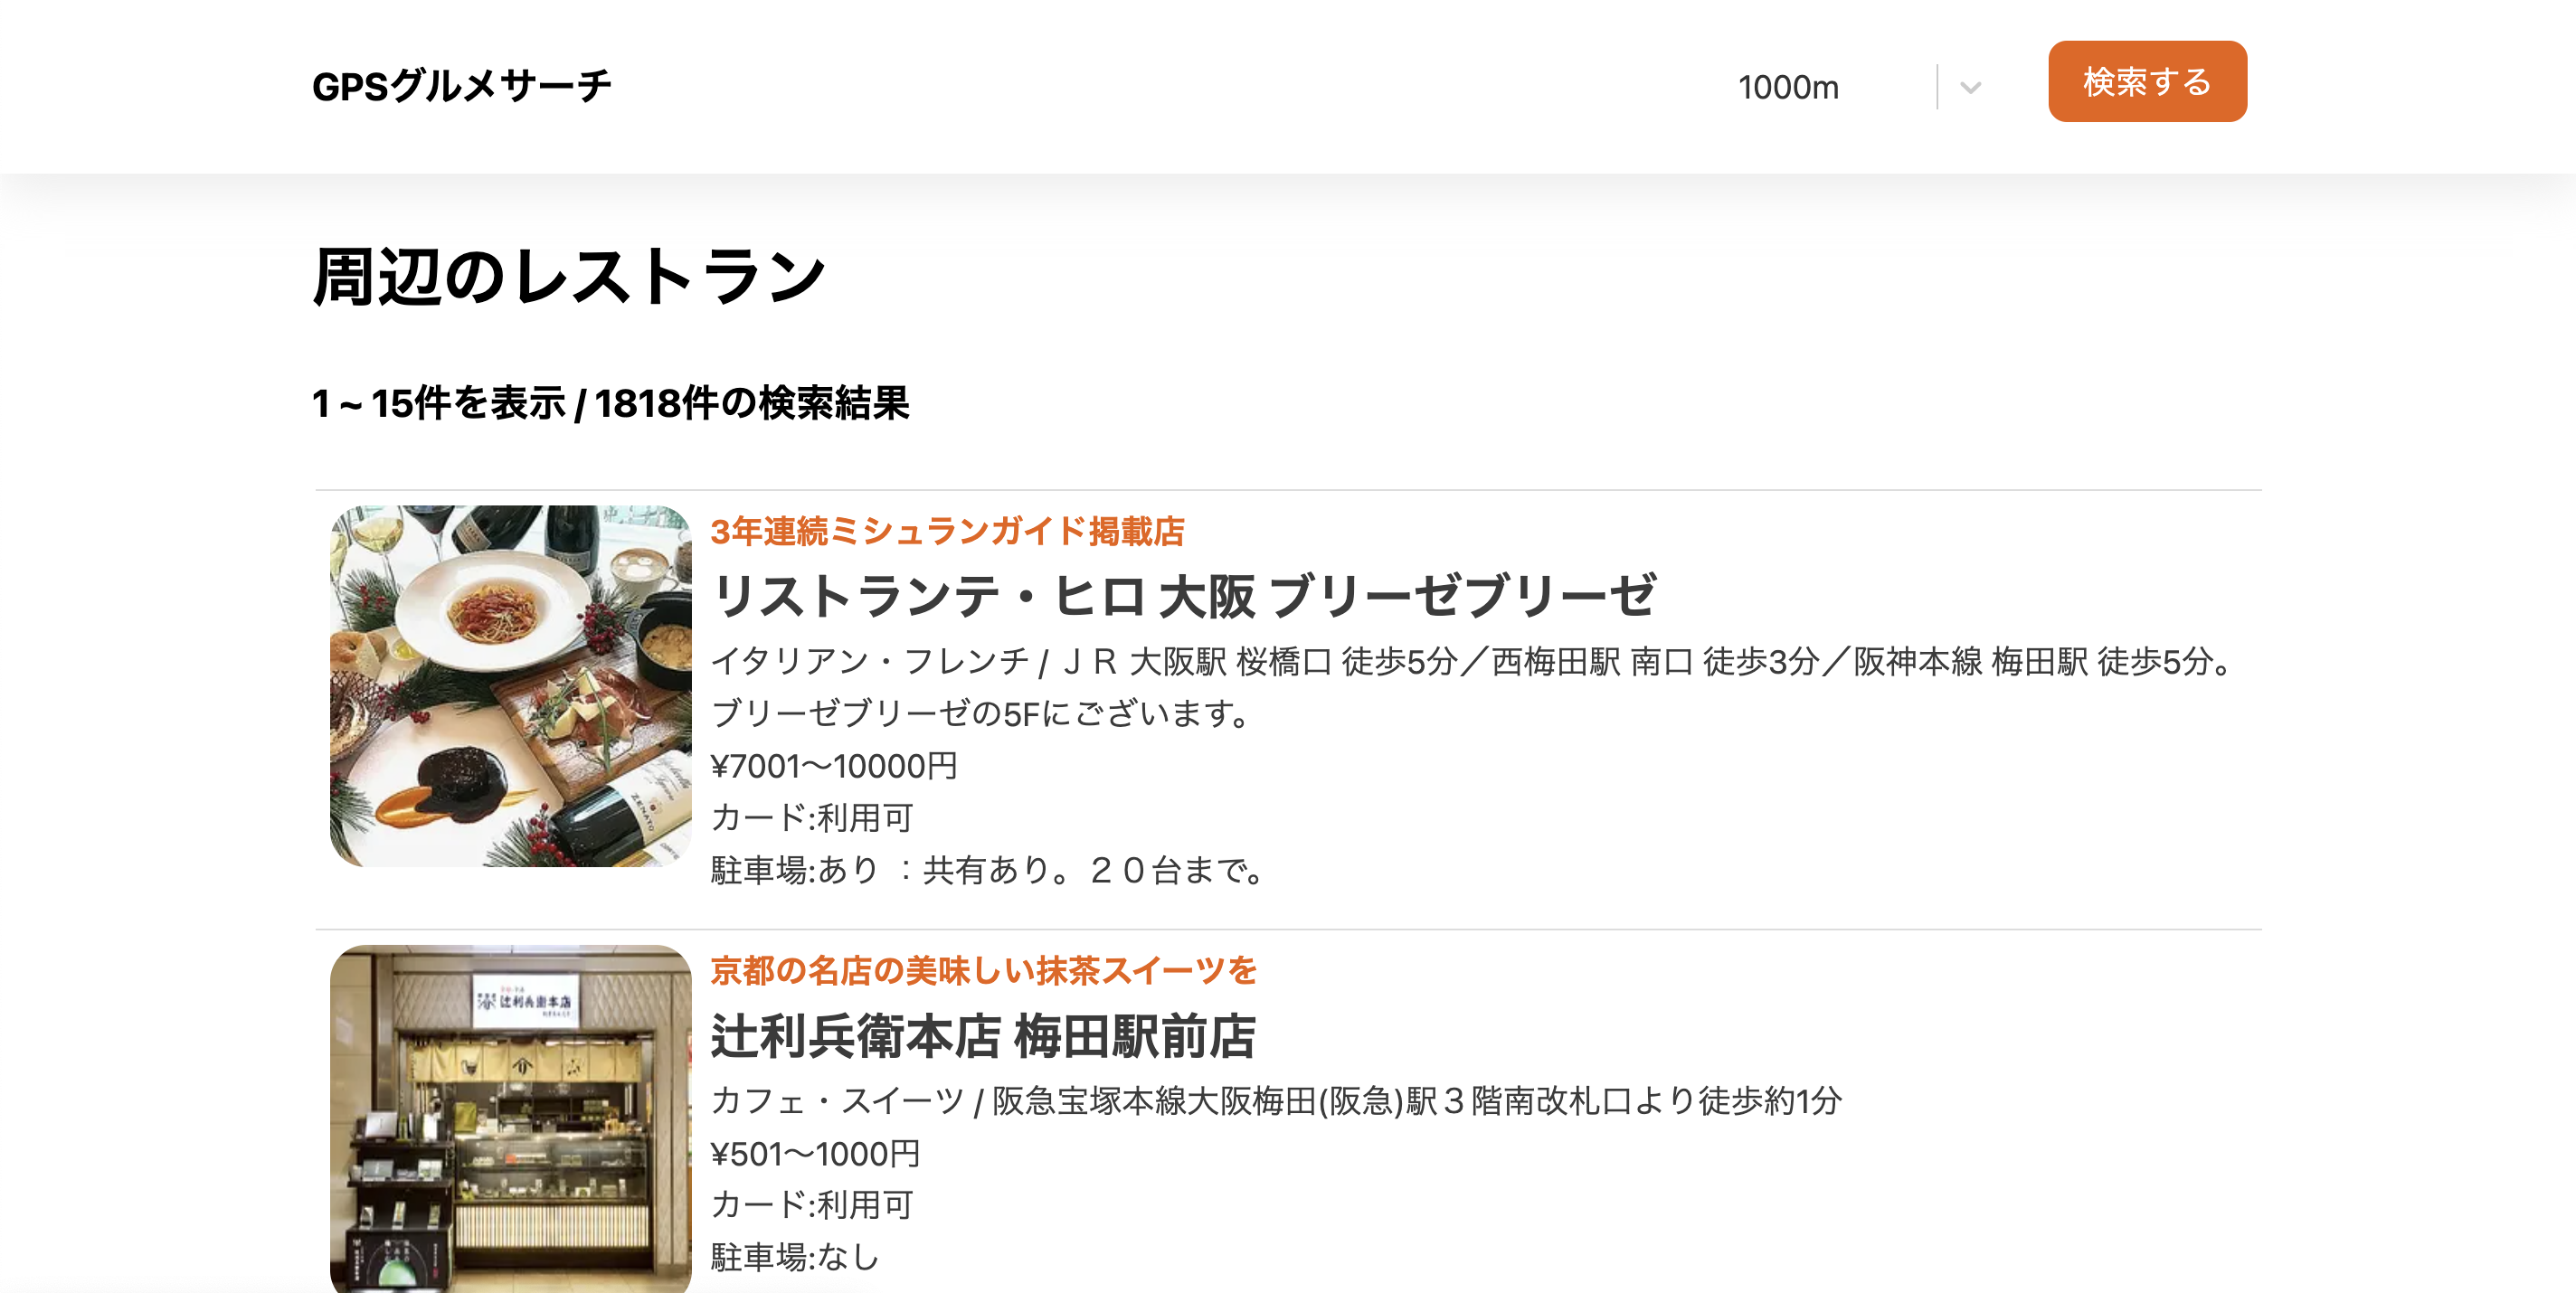 GPSグルメサーチ
1000m
検索する
周辺のレストラン
1 ~ 15件を表示 / 1818件の検索結果
3年連続ミシュランガイド掲載店
リストランテ・ヒロ 大阪 ブリーゼブリーゼ
イタリアン・フレンチ / ＪＲ 大阪駅 桜橋口 徒歩5分／西梅田駅 南口 徒歩3分／阪神本線 梅田駅 徒歩5分。
ブリーゼブリーゼの5Fにございます。
¥7001～10000円
カード:利用可
駐車場:あり ：共有あり。２０台まで。
ZENATO
京都の名店の美味しい抹茶スイーツを
辻利兵衛本店 梅田駅前店
カフェ・スイーツ / 阪急宝塚本線大阪梅田(阪急)駅３階南改札口より徒歩約1分
¥501～1000円
カード:利用可
駐車場:なし
辻利兵衛本店